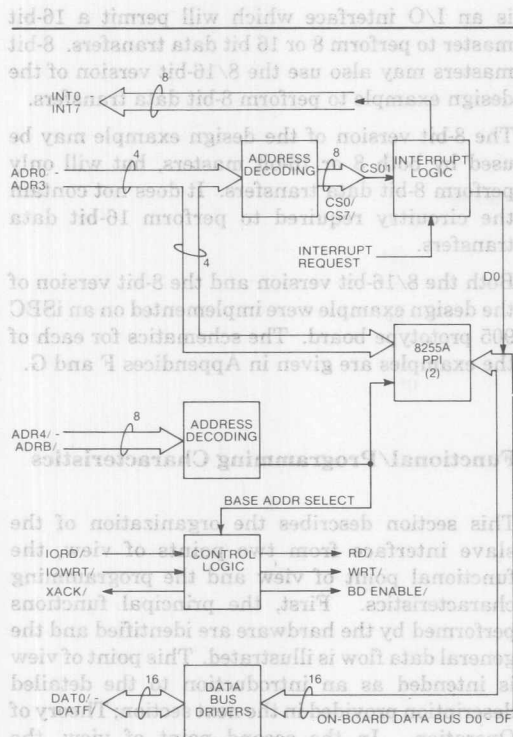 is an I/O interface which will permit a 16-bit
master to perform 8 or 16 bit data transfers. 8-bit
masters may also use the 8/16-bit version of the
design example to perform 8-bit data transfers.
The 8-bit version of the design example may be
used masters, but will only
perform 8-bit data transfers. It does not contain
the circuitry required to perform 16-bit data
transfers.
Both the 8/16-bit version and the 8-bit version of
the design example were implemented on an iSBC
905 prototype board. The schematics for each of
the examples are given in Appendices F and G.
Functional/Programming Characteristics
This section describes the organization of the
slave interface from two points of view, the
functional point of view and the programming
characteristics. First, the principal functions
performed by the hardware are identified and the
general data flow is illustrated. This point of view
is intended as an introduction to the detailed
description provided in the next section, Theory of
Operation. In the second point of view, the
8
INT0 -
INT7
ADR0/ -
ADR3
4
ADDRESS
DECODING
8
CS0/
CS7/
CS01
INTERRUPT
LOGIC
INTERRUPT
REQUEST
4
D0
8255A
PPI
(2)
ADR4/ -
ADRB/
8
ADDRESS
DECODING
BASE ADDR SELECT
IORD/
IOWRT/
XACK/
CONTROL
LOGIC
RD/
WRT/
BD ENABLE/
DAT0/ -
DATF/
16
DATA
BUS
DRIVERS
16
ON-BOARD DATA BUS D0 - DF